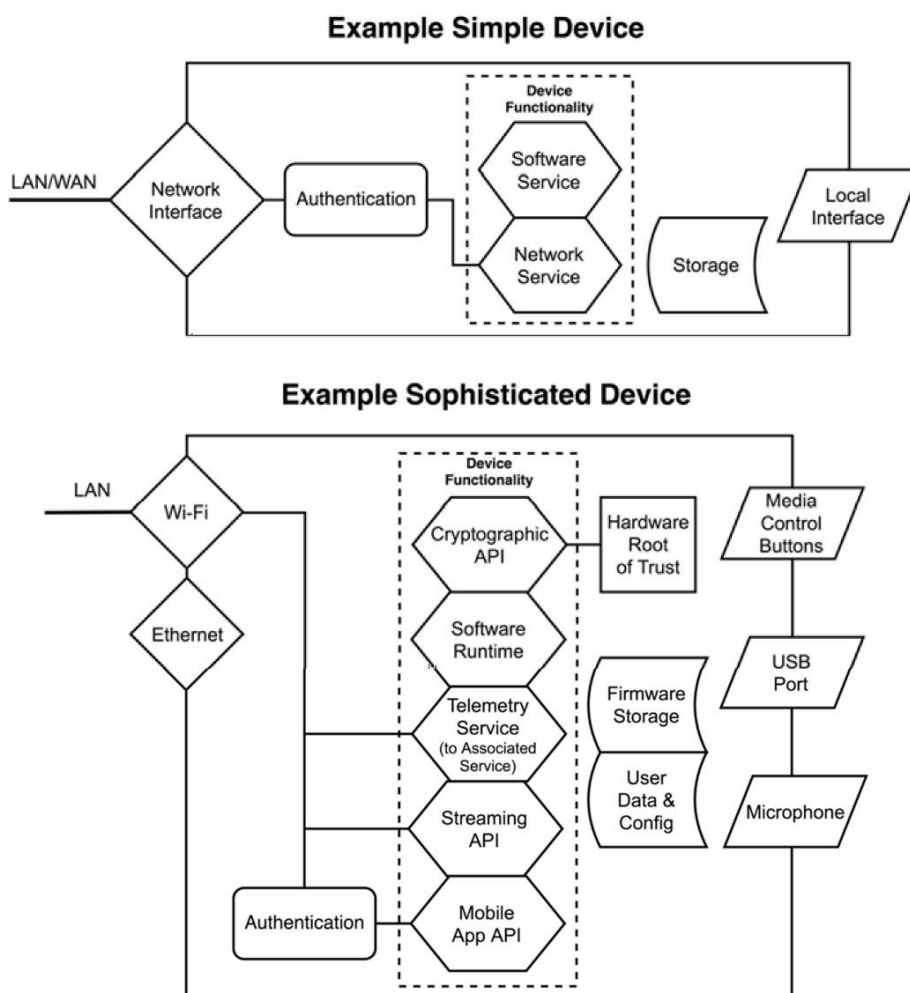 Example Simple Device
Device
Functionality
LAN/WAN
Network
Interface
Authentication
Software
Service
Network
Service
Storage
Local
Interface
Example Sophisticated Device
Device
Functionality
LAN
Wi-Fi
Ethernet
Cryptographic
API
Hardware
Root
of Trust
Media
Control
Buttons
Software
Runtime
USB
Port
Telemetry
Service
(to Associated
Service)
Firmware
Storage
User
Data &
Config
Microphone
Streaming
API
Authentication
Mobile
App API